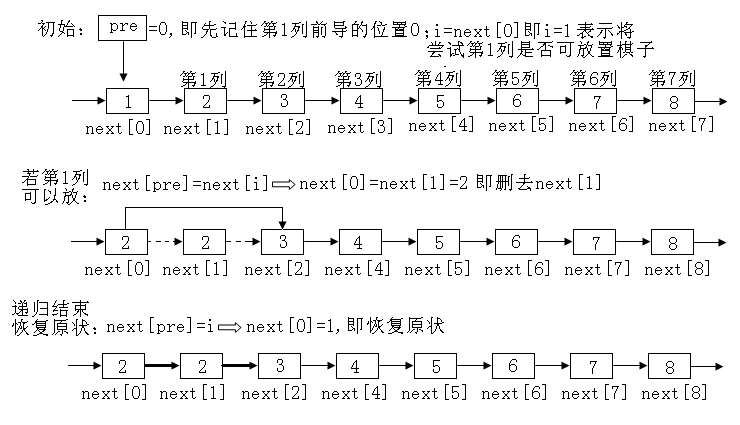 初始: pre =0,即先记住第1列前导的位置0;i=next[0]即i=1表示将
尝试第1列是否可放置棋子
第1列 第2列 第3列 第4列 第5列 第6列 第7列
1 2 3 4 5 6 7 8
next[0] next[1] next[2] next[3] next[4] next[5] next[6] next[7]
若第1列
可以放: next[pre]=next[i]⇨next[0]=next[1]=2 即删去next[1]
2 2 3 4 5 6 7 8
next[0] next[1] next[2] next[4] next[5] next[6] next[7] next[8]
递归结束
恢复原状: next[pre]=i⇨next[0]=1,即恢复原状
2 2 3 4 5 6 7 8
next[0] next[1] next[2] next[4] next[5] next[6] next[7] next[8]